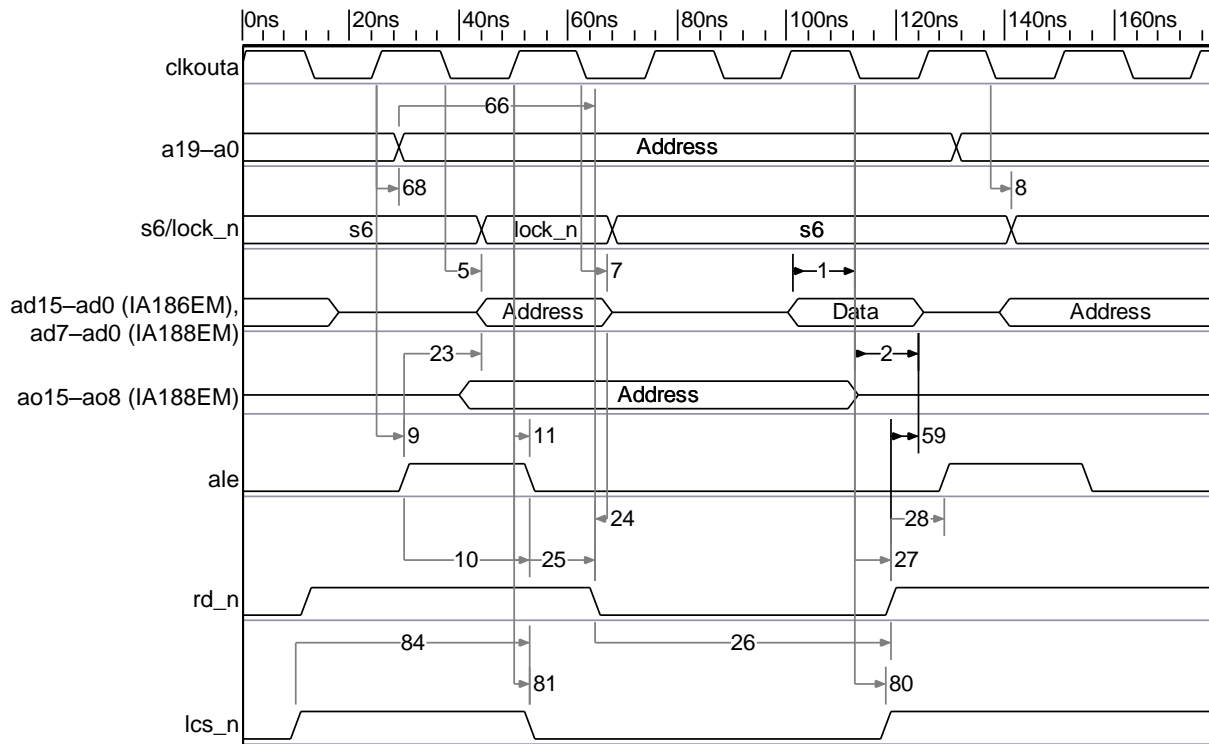 0ns 20ns 40ns 60ns 80ns 100ns 120ns 140ns 160ns
clkouta
66
a19–a0 Address
68 8
s6/lock_n s6 lock_n s6
5 7 1
ad15–ad0 (IA186EM), Address Data Address
ad7–ad0 (IA188EM)
23 2
ao15–ao8 (IA188EM) Address
9 11 59
ale
24 28
10 25 27
rd_n
84 26
81 80
lcs_n